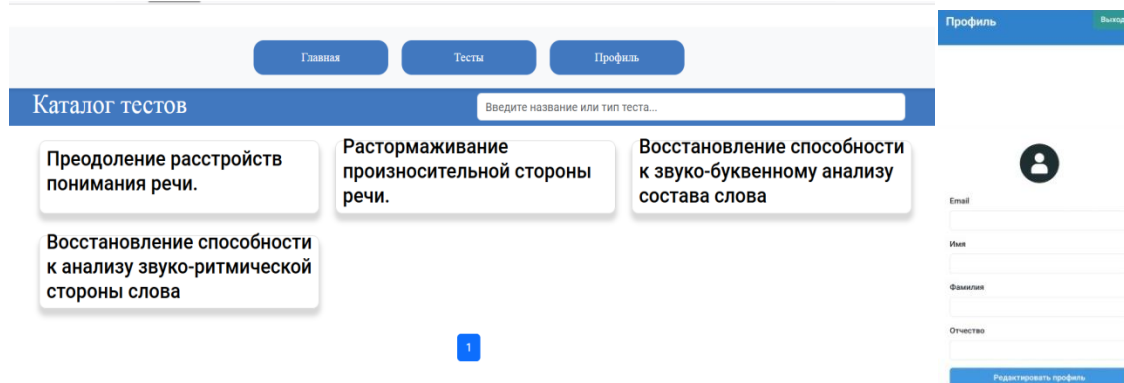 Главная
Тесты
Профиль
Каталог тестов
Введите название или тип теста...
Преодоление расстройств
понимания речи.
Растормаживание
произносительной стороны
речи.
Восстановление способности
к звуко-буквенному анализу
состава слова
Восстановление способности
к анализу звуко-ритмической
стороны слова
1
Профиль
Выход
Email
Имя
Фамилия
Отчество
Редактировать профиль